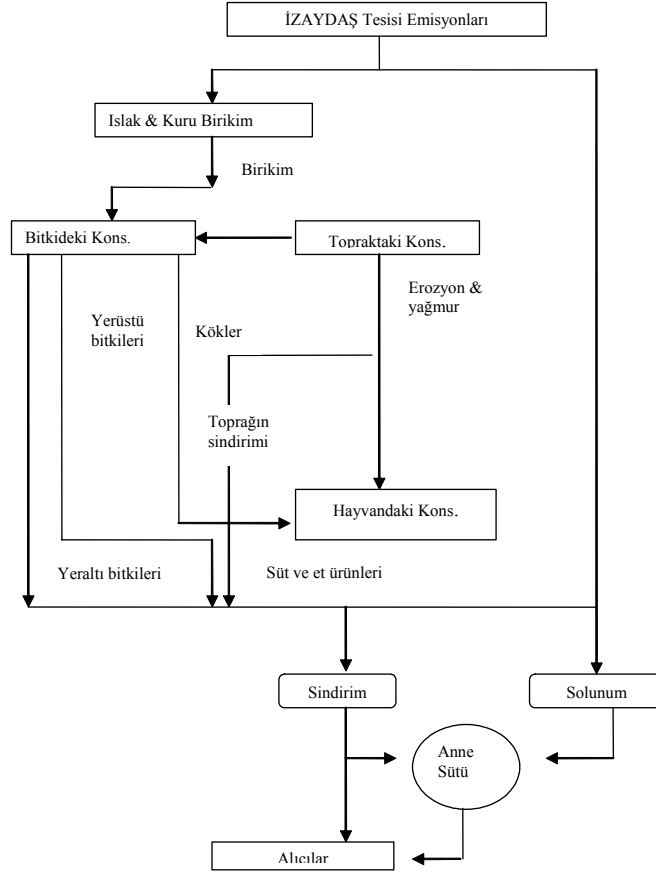 İZAYDAŞ Tesisi Emisyonları
Islak & Kuru Birikim
Birikim
Bitkideki Kons.
Topraktaki Kons.
Erozyon &
yağmur
Yerüstü
bitkileri
Kökler
Toprağın
sindirimi
Hayvandaki Kons.
Yeraltı bitkileri
Süt ve et ürünleri
Sindirim
Solunum
Anne
Sütü
Alıcılar